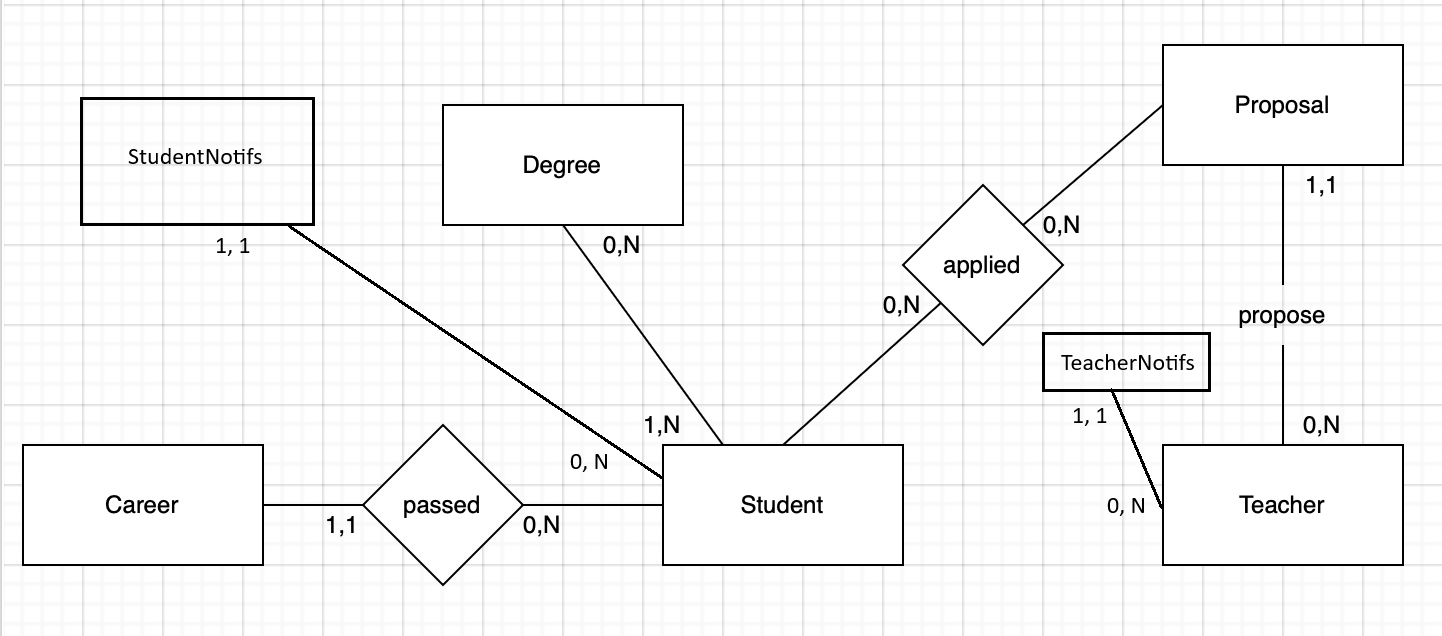 Proposal
StudentNotifs
Degree
1,1
0,N
1, 1
0,N
applied
0,N
propose
TeacherNotifs
1, 1
1,N
0,N
0, N
Career
passed
Student
0, N
Teacher
1,1
0,N